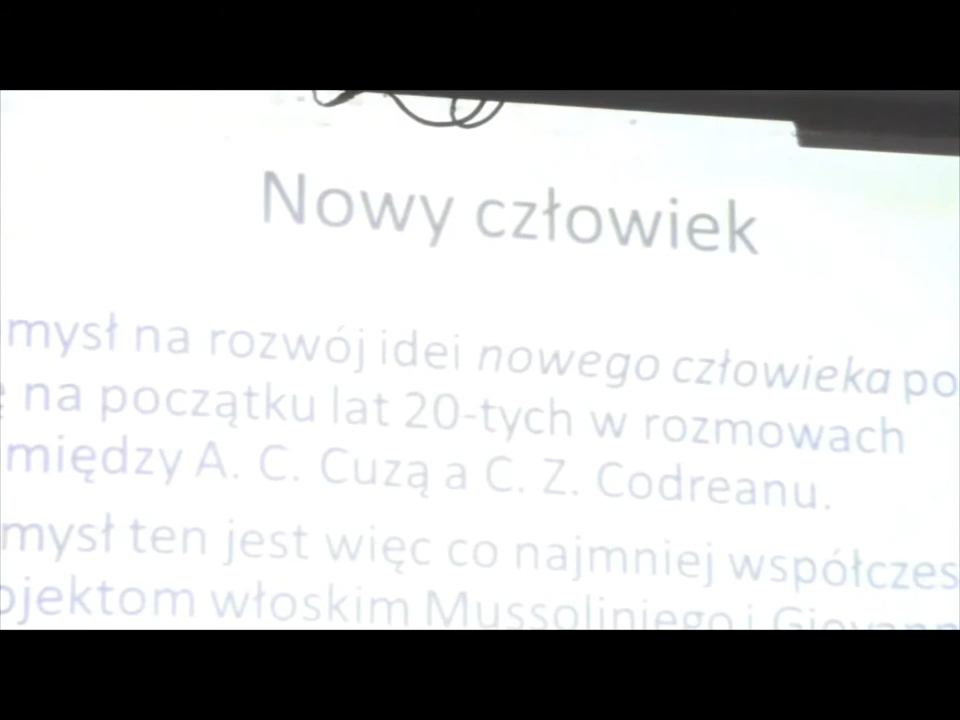 Nowy człowiek
mysł na rozwój idei nowego człowieka po
na początku lat 20-tych w rozmowach
między A. C. Cuzą a C. Z. Codreanu.
mysł ten jest więc co najmniej współczes
ojektom włoskim Mussoliniego i Giovann